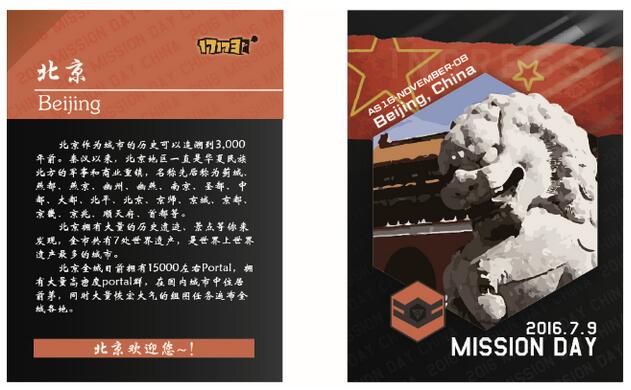 17173
北京
Beijing
北京作为城市的历史可以追溯到3,000
年前。秦汉以来，北京地区一直是华夏民族
北方的军事和商业重镇，名称先后称为蓟城、
燕都、燕京、幽州、幽燕、南京、圣都、中
都、大都、北平、北京、京师、京城、京都、
京畿、京兆、顺天府、首都等。
北京拥有大量的历史遗迹、景点等你来
发现，全市共有7处世界遗产，是世界上世界
遗产最多的城市。
北京全城目前拥有15000左右Portal，拥
有大量高密度portal群，在国内城市中位居
前茅，同时大量恢宏大气的组图任务遍布全
城各地。
北京欢迎您~！
AS 16-NOVEMBER-08
Beijing, China
2016.7.9
MISSION DAY